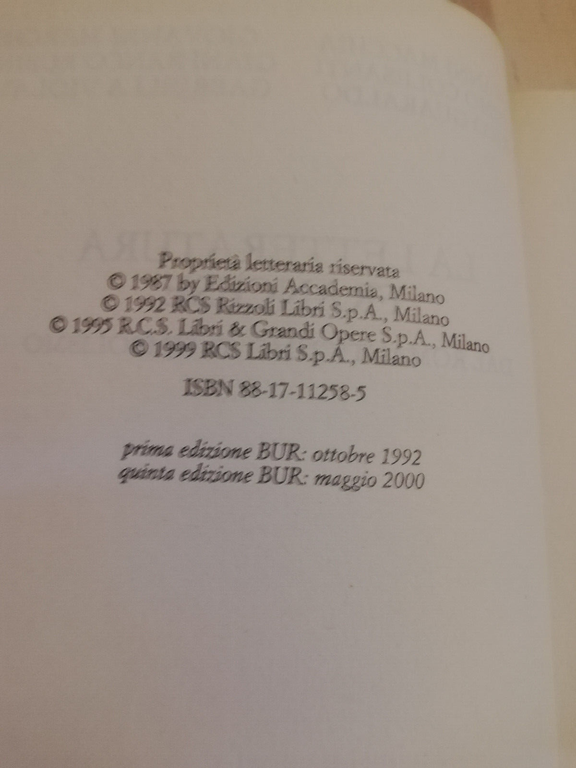 Proprietà letteraria riservata
© 1987 by Edizioni Accademia, Milano
© 1992 RCS Rizzoli Libri S.p.A., Milano
© 1995 R.C.S. Libri & Grandi Opere S.p.A., Milano
© 1999 RCS Libri S.p.A., Milano
ISBN 88-17-11258-5
prima edizione BUR: ottobre 1992
quinta edizione BUR: maggio 2000